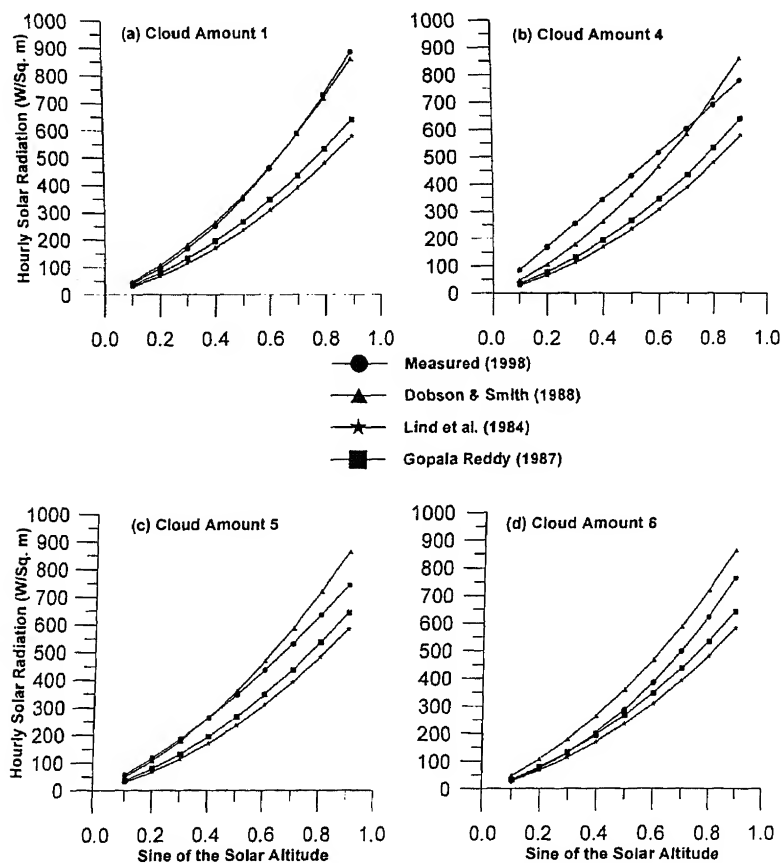 1000
900
800
700
600
500
400
300
200
100
0
Hourly Solar Radiation (W/Sq. m)
(a) Cloud Amount 1
0.0 0.2 0.4 0.6 0.8 1.0
1000
900
800
700
600
500
400
300
200
100
0
(b) Cloud Amount 4
0.0 0.2 0.4 0.6 0.8 1.0
Measured (1998)
Dobson & Smith (1988)
Lind et al. (1984)
Gopala Reddy (1987)
1000
900
800
700
600
500
400
300
200
100
0
Hourly Solar Radiation (W/Sq. m)
(c) Cloud Amount 5
0.0 0.2 0.4 0.6 0.8 1.0
Sine of the Solar Altitude
1000
900
800
700
600
500
400
300
200
100
0
(d) Cloud Amount 6
0.0 0.2 0.4 0.6 0.8 1.0
Sine of the Solar Altitude